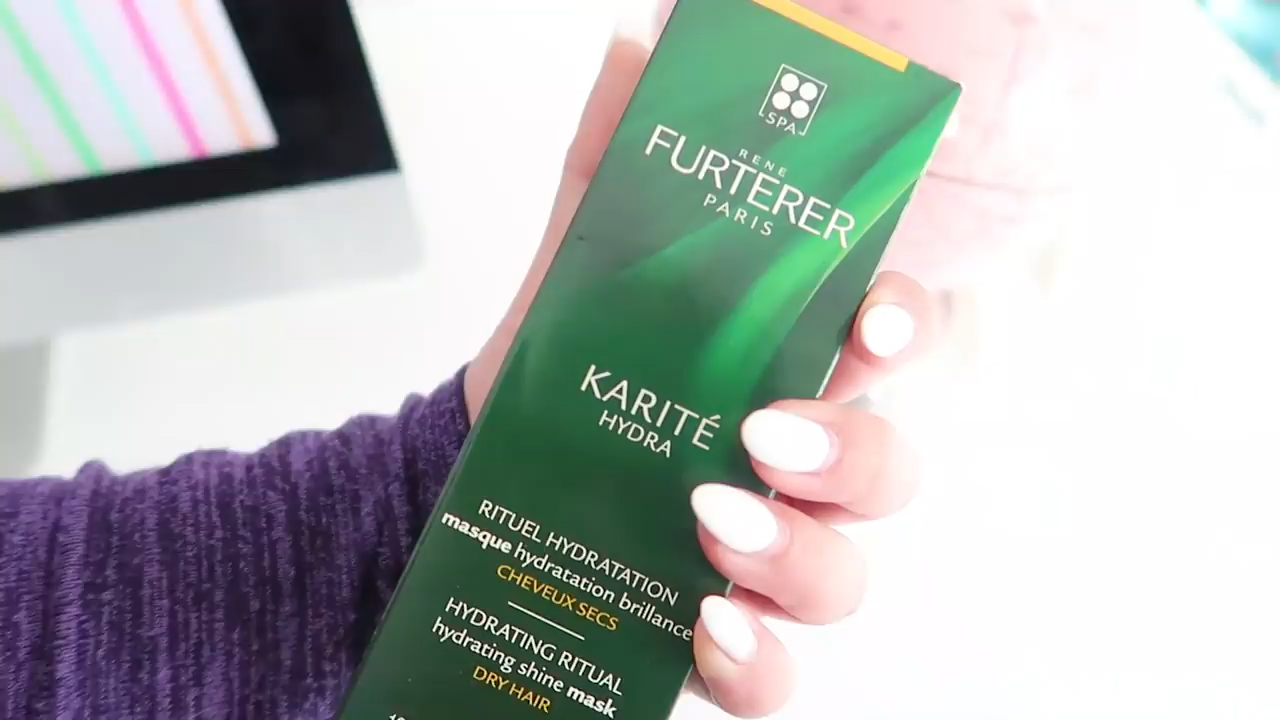 SPA
RENE
FURTERER
PARIS
KARITÉ
HYDRA
RITUEL HYDRATATION
masque hydratation brillance
CHEVEUX SECS
HYDRATING RITUAL
hydrating shine mask
DRY HAIR